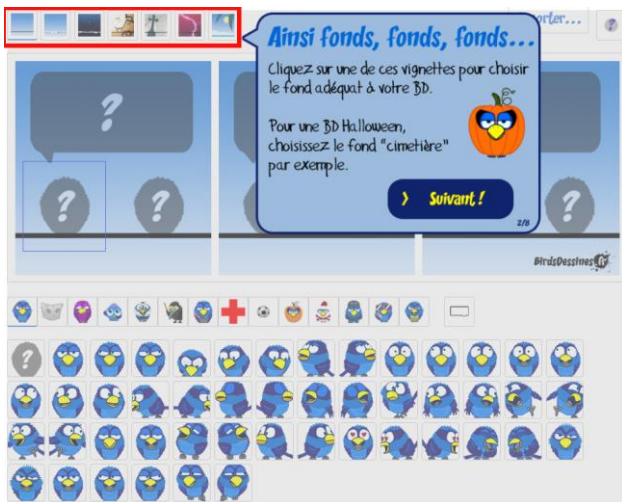 orter...
?
Ainsi fonds, fonds, fonds...
Cliquez sur une de ces vignettes pour choisir
le fond adéquat à votre BD.
Pour une BD Halloween,
choisissez le fond "cimetière"
par exemple.
> Suivant !
2/8
?
? ? ?
BirdsDessines.fr
?